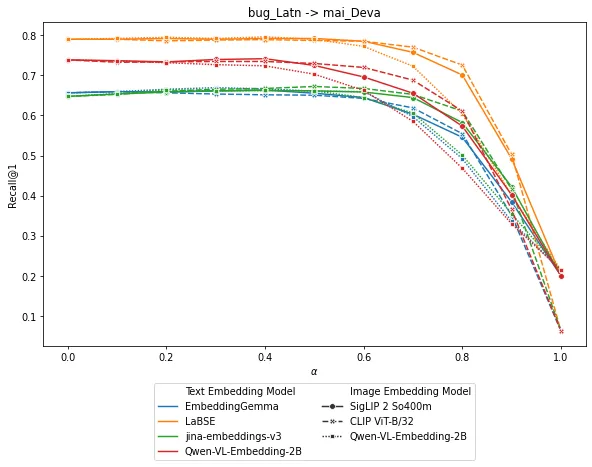 bug_Latn -> mai_Deva
Recall@1
0.8
0.7
0.6
0.5
0.4
0.3
0.2
0.1
0.0 0.2 0.4 0.6 0.8 1.0
α
Text Embedding Model Image Embedding Model
EmbeddingGemma SigLIP 2 So400m
LaBSE CLIP ViT-B/32
jina-embeddings-v3 Qwen-VL-Embedding-2B
Qwen-VL-Embedding-2B